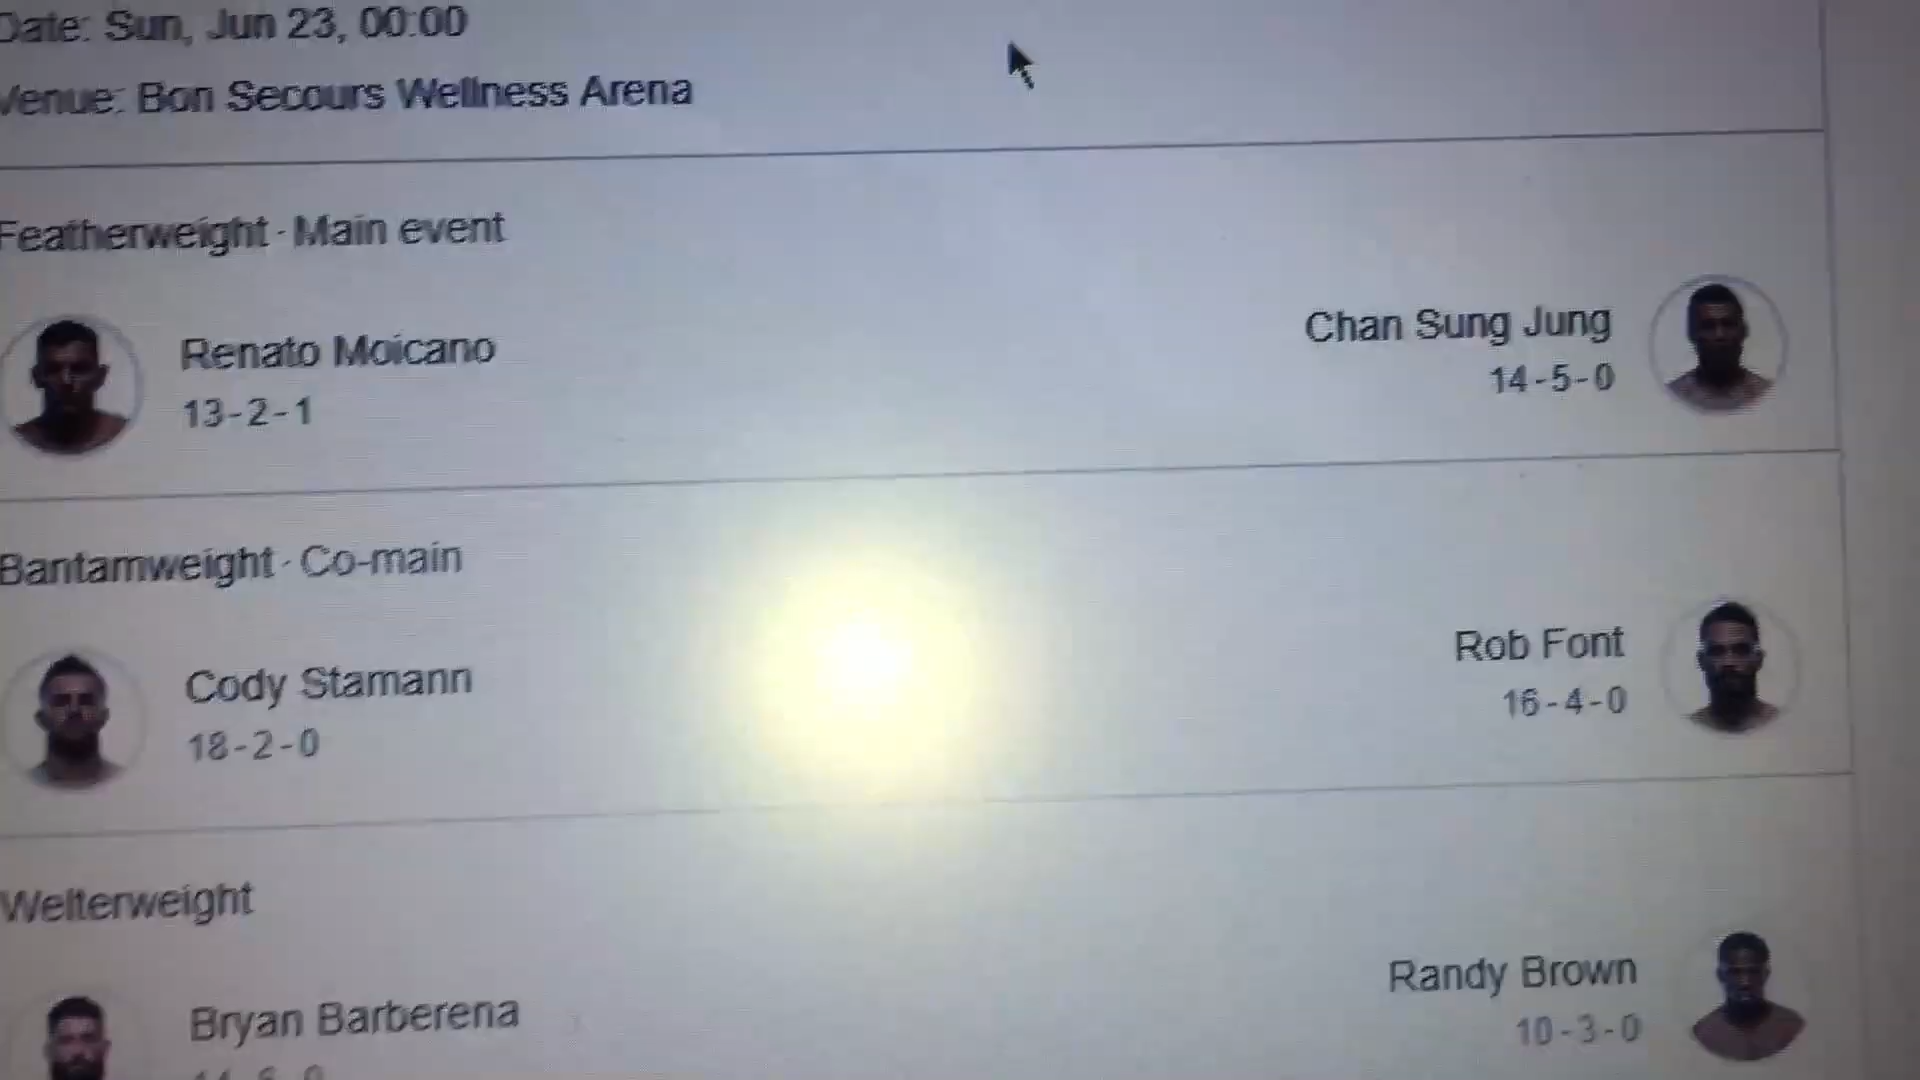 Date: Sun, Jun 23, 00:00
Venue: Bon Secours Wellness Arena
Featherweight · Main event
Renato Moicano
13-2-1
Chan Sung Jung
14-5-0
Bantamweight · Co-main
Cody Stamann
18-2-0
Rob Font
16-4-0
Welterweight
Bryan Barberena
Randy Brown
10-3-0